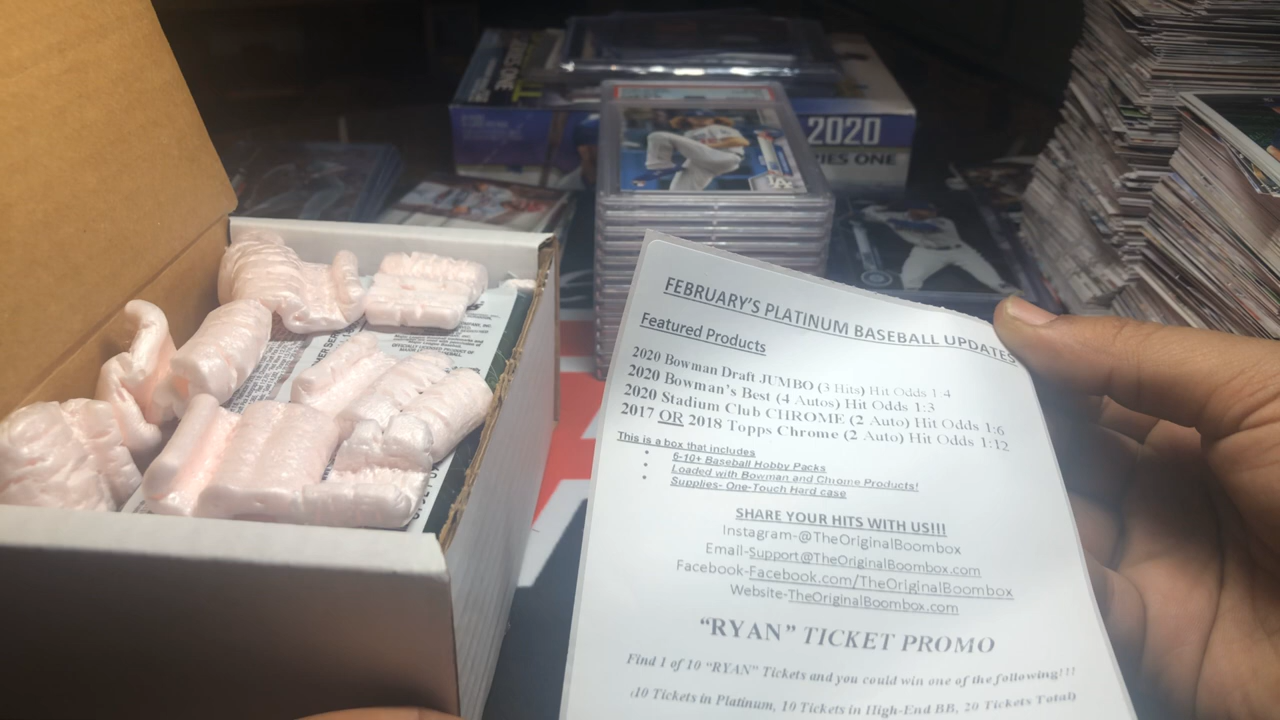 2020
IES ONE
LA
FEBRUARY'S PLATINUM BASEBALL UPDATES
Featured Products
2020 Bowman Draft JUMBO (3 Hits) Hit Odds 1:4
2020 Bowman's Best (4 Autos) Hit Odds 1:3
2020 Stadium Club CHROME (2 Auto) Hit Odds 1:6
2017 OR 2018 Topps Chrome (2 Auto) Hit Odds 1:12
This is a box that includes
• 6-10+ Baseball Hobby Packs
• Loaded with Bowman and Chrome Products!
• Supplies- One-Touch Hard case
SHARE YOUR HITS WITH US!!!
Instagram-@TheOriginalBoombox
Email-Support@TheOriginalBoombox.com
Facebook-Facebook.com/TheOriginalBoombox
Website-TheOriginalBoombox.com
“RYAN” TICKET PROMO
Find 1 of 10 “RYAN” Tickets and you could win one of the following!!!
(10 Tickets in Platinum, 10 Tickets in High-End BB, 20 Tickets Total)